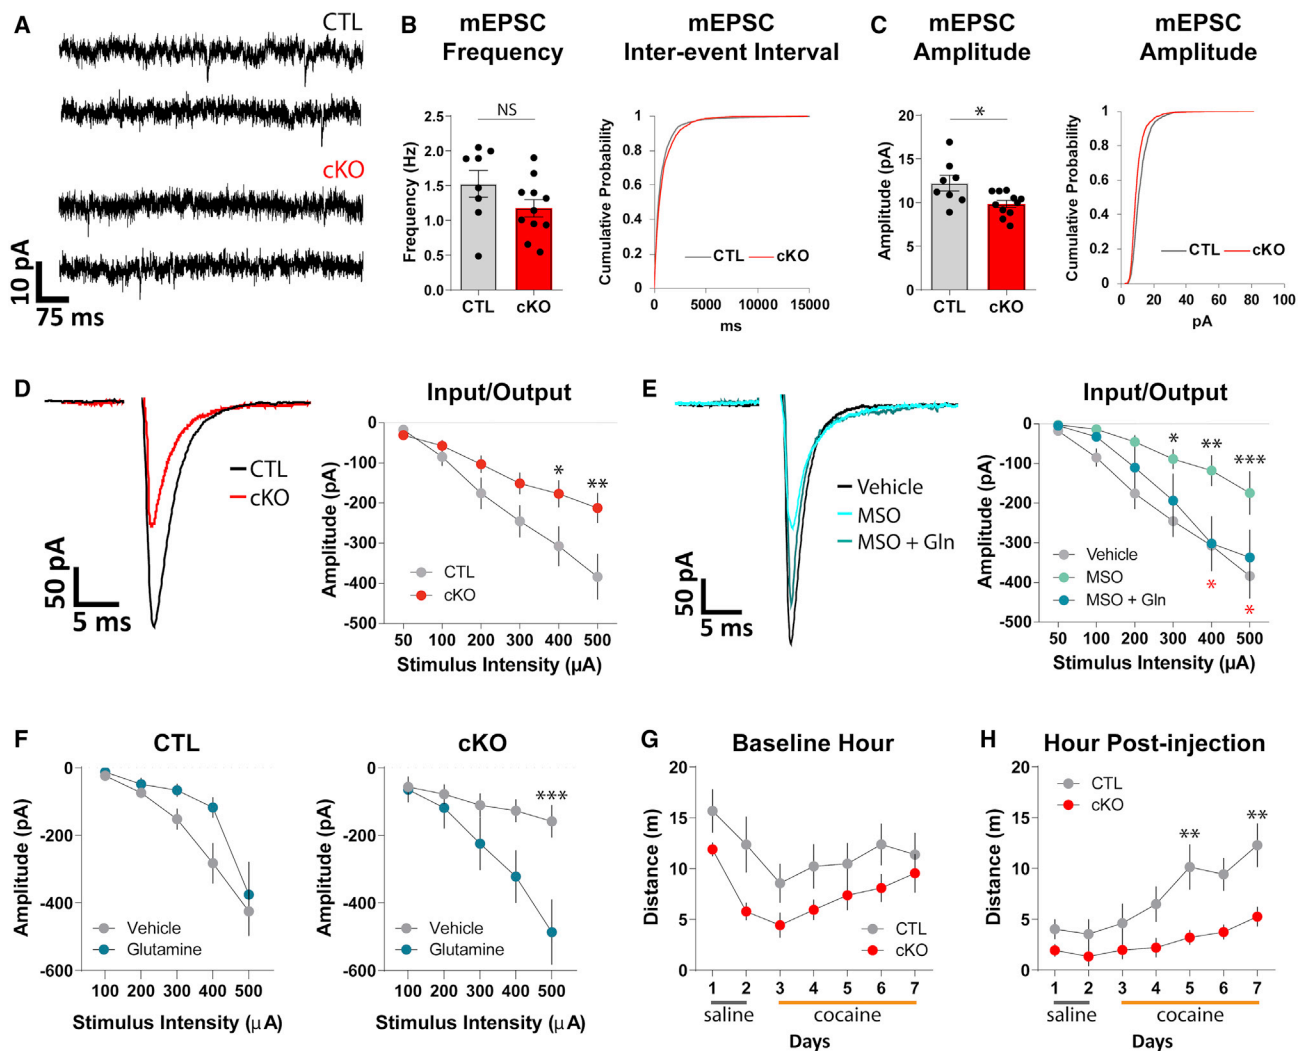 A
CTL
cKO
10 pA
75 ms
B
mEPSC
Frequency
mEPSC
Inter-event Interval
NS
Frequency (Hz)
2.5
2.0
1.5
1.0
0.5
0.0
CTL
cKO
Cumulative Probability
1
0.8
0.6
0.4
0.2
0
CTL
cKO
0
5000
10000
15000
ms
C
mEPSC
Amplitude
mEPSC
Amplitude
*
Amplitude (pA)
20
15
10
5
0
CTL
cKO
Cumulative Probability
1
0.8
0.6
0.4
0.2
0
CTL
cKO
0
20
40
60
80
100
pA
D
CTL
cKO
50 pA
5 ms
Input/Output
Amplitude (pA)
0
-100
-200
-300
-400
-500
*
**
CTL
cKO
50
100
200
300
400
500
Stimulus Intensity (µA)
E
Vehicle
MSO
MSO + Gln
50 pA
5 ms
Input/Output
Amplitude (pA)
0
-100
-200
-300
-400
-500
*
**
***
Vehicle
MSO
MSO + Gln
*
*
50
100
200
300
400
500
Stimulus Intensity (µA)
F
CTL
Amplitude (pA)
0
-200
-400
-600
Vehicle
Glutamine
100
200
300
400
500
Stimulus Intensity (µA)
cKO
Amplitude (pA)
0
-200
-400
-600
***
Vehicle
Glutamine
100
200
300
400
500
Stimulus Intensity (µA)
G
Baseline Hour
Distance (m)
20
15
10
5
0
CTL
cKO
1
2
3
4
5
6
7
saline
cocaine
Days
H
Hour Post-injection
Distance (m)
20
15
10
5
0
CTL
cKO
**
**
1
2
3
4
5
6
7
saline
cocaine
Days